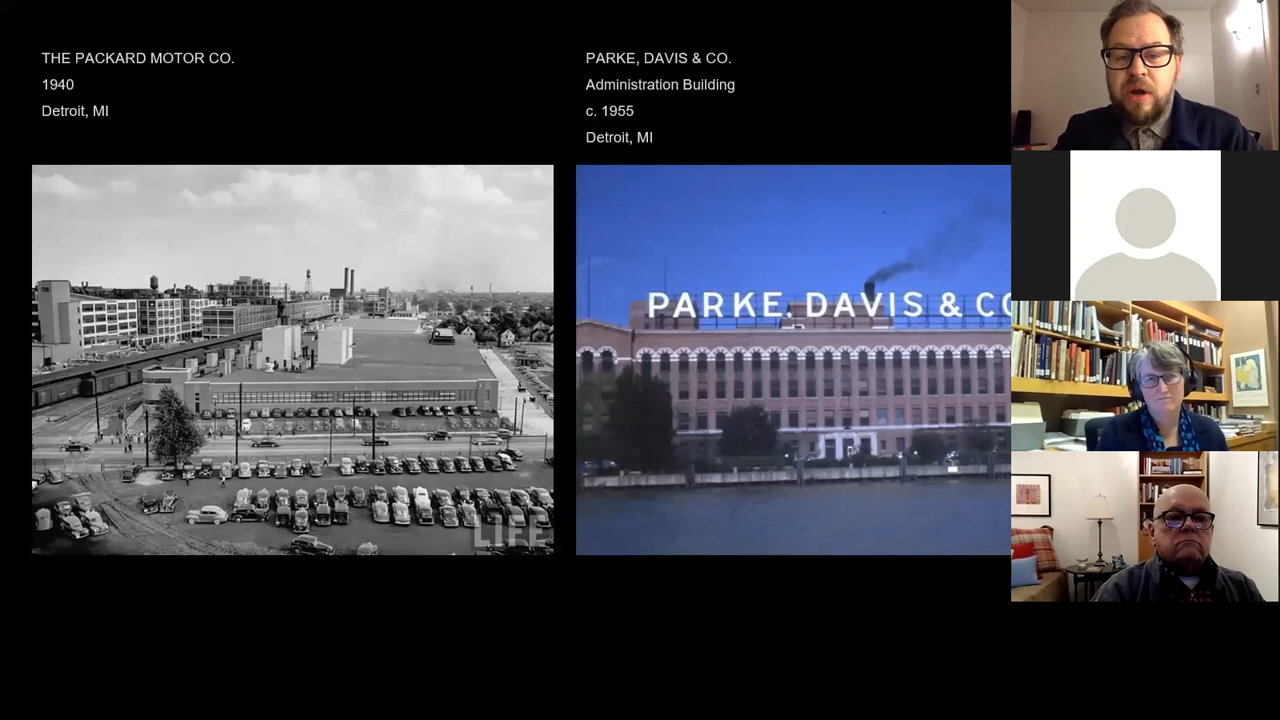 THE PACKARD MOTOR CO.
1940
Detroit, MI
PARKE, DAVIS & CO.
Administration Building
c. 1955
Detroit, MI
PARKE, DAVIS & CO
LIFE